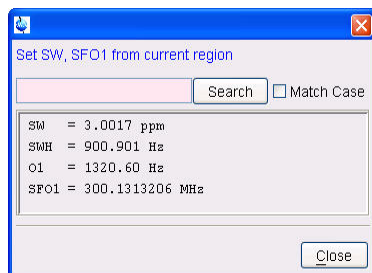 Set SW, SFO1 from current region
Search
Match Case
SW = 3.0017 ppm
SWH = 900.901 Hz
O1 = 1320.60 Hz
SFO1 = 300.1313206 MHz
Close